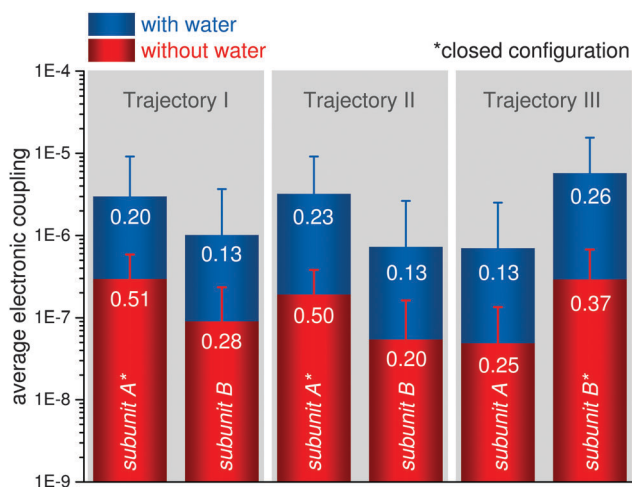 with water
without water
*closed configuration
average electronic coupling
1E-4
1E-5
1E-6
1E-7
1E-8
1E-9
Trajectory I
Trajectory II
Trajectory III
0.20
0.13
0.23
0.13
0.13
0.26
0.51
0.28
0.50
0.20
0.25
0.37
subunit A*
subunit B
subunit A*
subunit B
subunit A
subunit B*